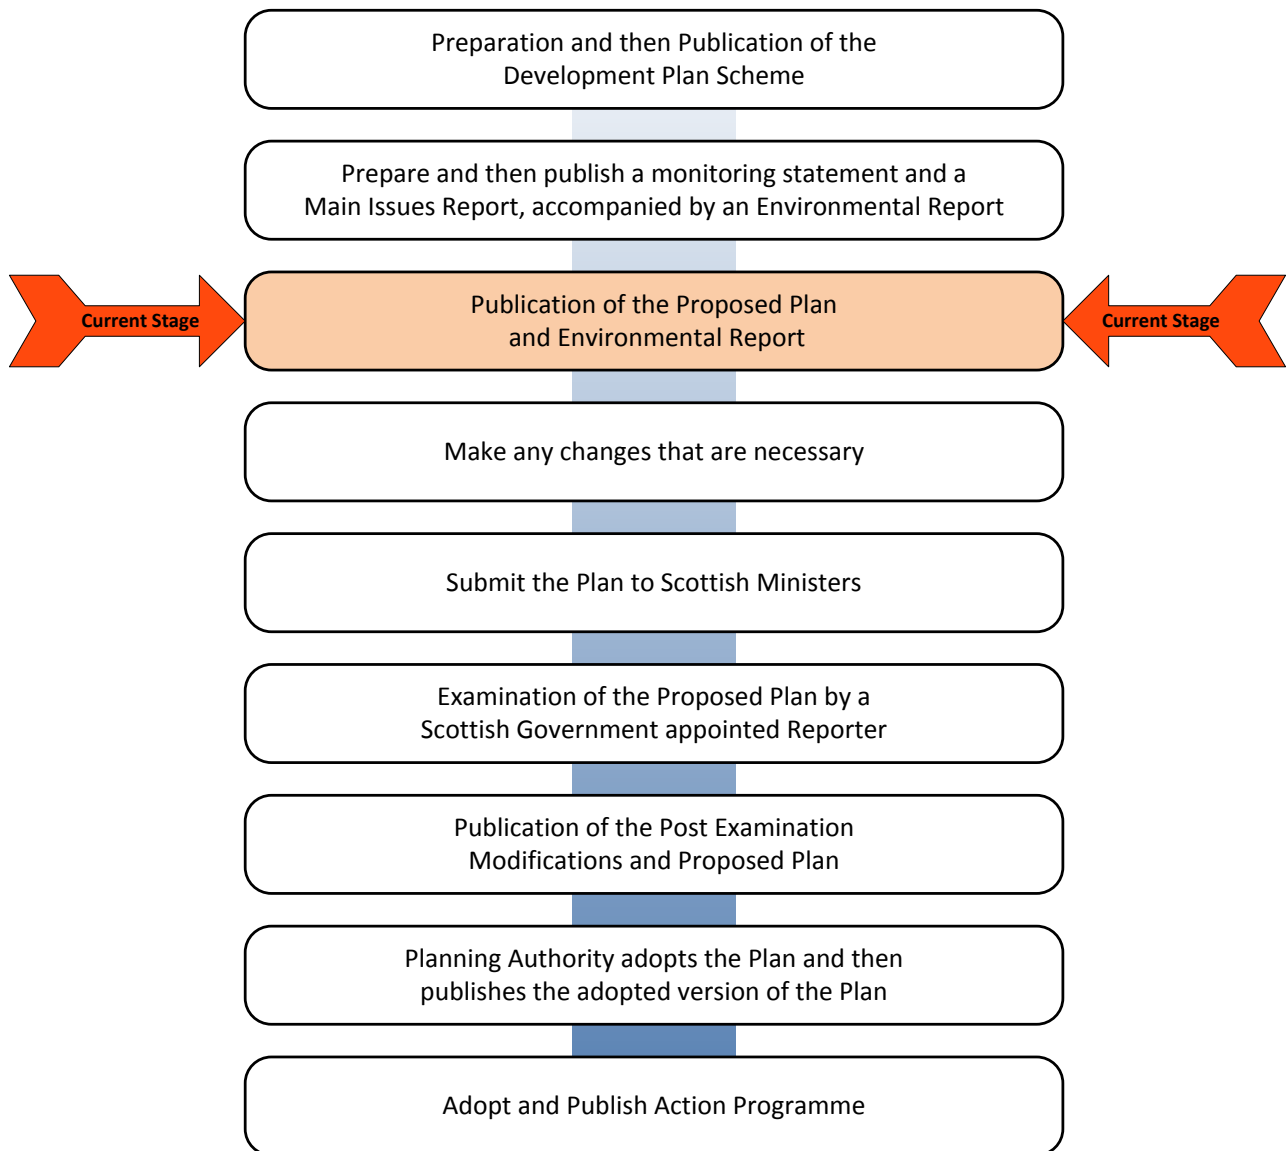 Preparation and then Publication of the
Development Plan Scheme
Prepare and then publish a monitoring statement and a
Main Issues Report, accompanied by an Environmental Report
Current Stage
Publication of the Proposed Plan
and Environmental Report
Current Stage
Make any changes that are necessary
Submit the Plan to Scottish Ministers
Examination of the Proposed Plan by a
Scottish Government appointed Reporter
Publication of the Post Examination
Modifications and Proposed Plan
Planning Authority adopts the Plan and then
publishes the adopted version of the Plan
Adopt and Publish Action Programme